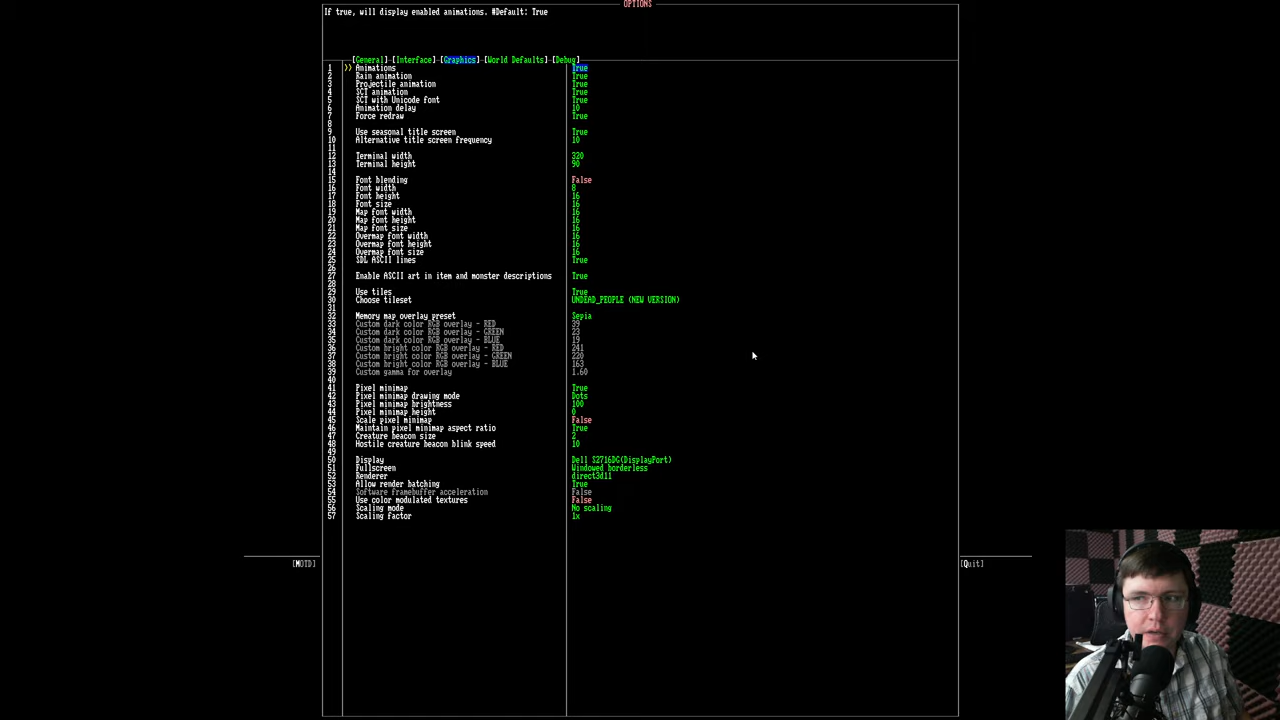 OPTIONS
If true, will display enabled animations. #Default: True
[General] [Interface] [Graphics] [World Defaults] [Debug]
1 >> Animations True
2 Rain animation True
3 Projectile animation True
4 SCT animation True
5 SCT with Unicode font True
6 Animation delay 10
7 Force redraw True
8
9 Use seasonal title screen True
10 Alternative title screen frequency 10
11
12 Terminal width 320
13 Terminal height 90
14
15 Font blending False
16 Font width 8
17 Font height 16
18 Font size 16
19 Map font width 16
20 Map font height 16
21 Map font size 16
22 Overmap font width 16
23 Overmap font height 16
24 Overmap font size 16
25 SDL ASCII lines True
26
27 Enable ASCII art in item and monster descriptions True
28
29 Use tiles True
30 Choose tileset UNDEAD_PEOPLE (NEW VERSION)
31
32 Memory map overlay preset Sepia
33 Custom dark color RGB overlay - RED 39
34 Custom dark color RGB overlay - GREEN 23
35 Custom dark color RGB overlay - BLUE 19
36 Custom bright color RGB overlay - RED 241
37 Custom bright color RGB overlay - GREEN 220
38 Custom bright color RGB overlay - BLUE 163
39 Custom gamma for overlay 1.60
40
41 Pixel minimap True
42 Pixel minimap drawing mode Dots
43 Pixel minimap brightness 100
44 Pixel minimap height 0
45 Scale pixel minimap False
46 Maintain pixel minimap aspect ratio True
47 Creature beacon size 2
48 Hostile creature beacon blink speed 10
49
50 Display Dell S2716DG(DisplayPort)
51 Fullscreen Windowed borderless
52 Renderer direct3d11
53 Allow render batching True
54 Software framebuffer acceleration False
55 Use color modulated textures False
56 Scaling mode No scaling
57 Scaling factor 1x
[MOTD]
[Quit]